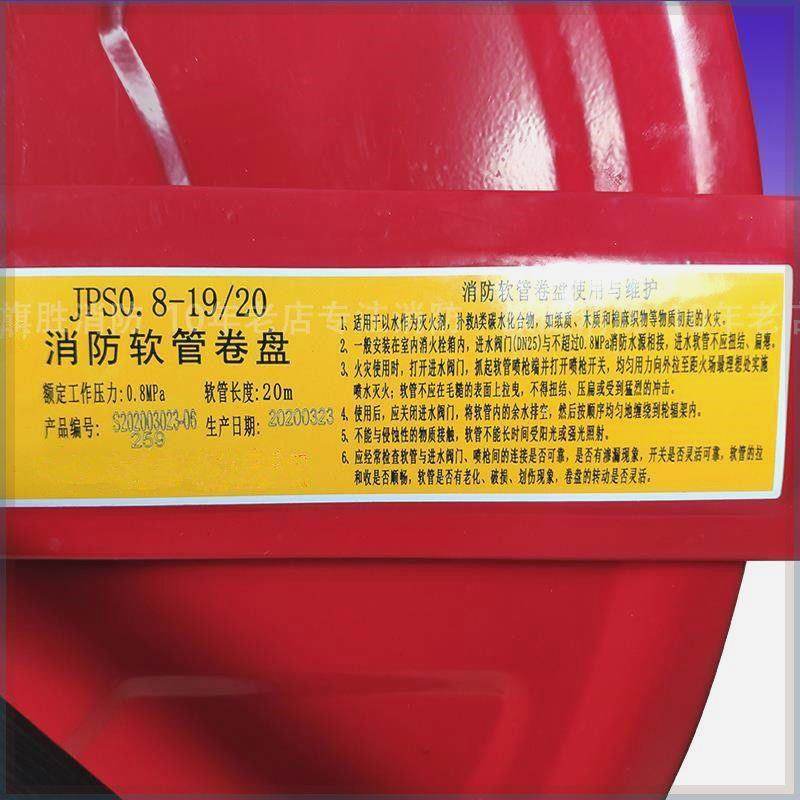 JPS0.8-19/20
消防软管卷盘
额定工作压力:0.8MPa 软管长度:20m
产品编号: S202003023-06 生产日期: 20200323
259
消防软管卷盘使用与维护
1、适用于以水作为灭火剂，扑救A类碳水化合物，如纸质、木质和棉麻织物等物质初起的火灾。
2、一般安装在室内消火栓箱内，进水阀门(DN25)与不超过0.8MPa消防水源相接，进水软管不应扭结、扁瘪。
3、火灾使用时，打开进水阀门，抓起软管喷枪端并打开喷枪开关，均匀用力向外拉至距火场最理想处实施
喷水灭火；软管不应在毛糙的表面上拉曳，不得扭结、压扁或受到猛烈的冲击。
4、使用后，应关闭进水阀门，将软管内的余水排空，然后按顺序均匀地缠绕到轮辐架内。
5、不能与侵蚀性的物质接触，软管不能长时间受阳光或强光照射。
6、应经常检查软管与进水阀门、喷枪间的连接是否可靠，是否有渗漏现象，开关是否灵活可靠，软管的拉
和收是否顺畅，软管是否有老化、破损、划伤现象，卷盘的转动是否灵活。
旗胜消防 10年老店专注消防